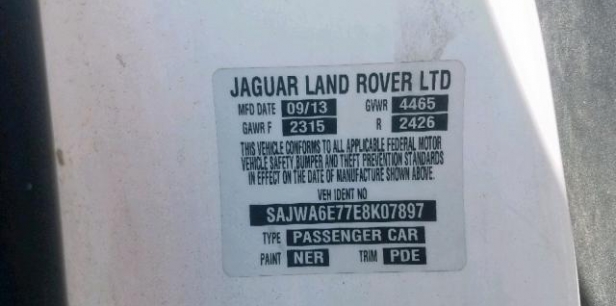 JAGUAR LAND ROVER LTD
MFD DATE 09/13 GVWR 4465
GAWR F 2315 R 2426
THIS VEHICLE CONFORMS TO ALL APPLICABLE FEDERAL MOTOR
VEHICLE SAFETY, BUMPER AND THEFT PREVENTION STANDARDS
IN EFFECT ON THE DATE OF MANUFACTURE SHOWN ABOVE.
VEH IDENT NO
SAJWA6E77E8K07897
TYPE PASSENGER CAR
PAINT NER TRIM PDE